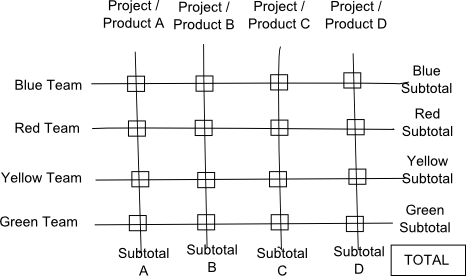 Project / Project / Project / Project /
Product A Product B Product C Product D
Blue Team Blue
Subtotal
Red Team Red
Subtotal
Yellow Team Yellow
Subtotal
Green Team Green
Subtotal
Subtotal Subtotal Subtotal Subtotal
A B C D
TOTAL